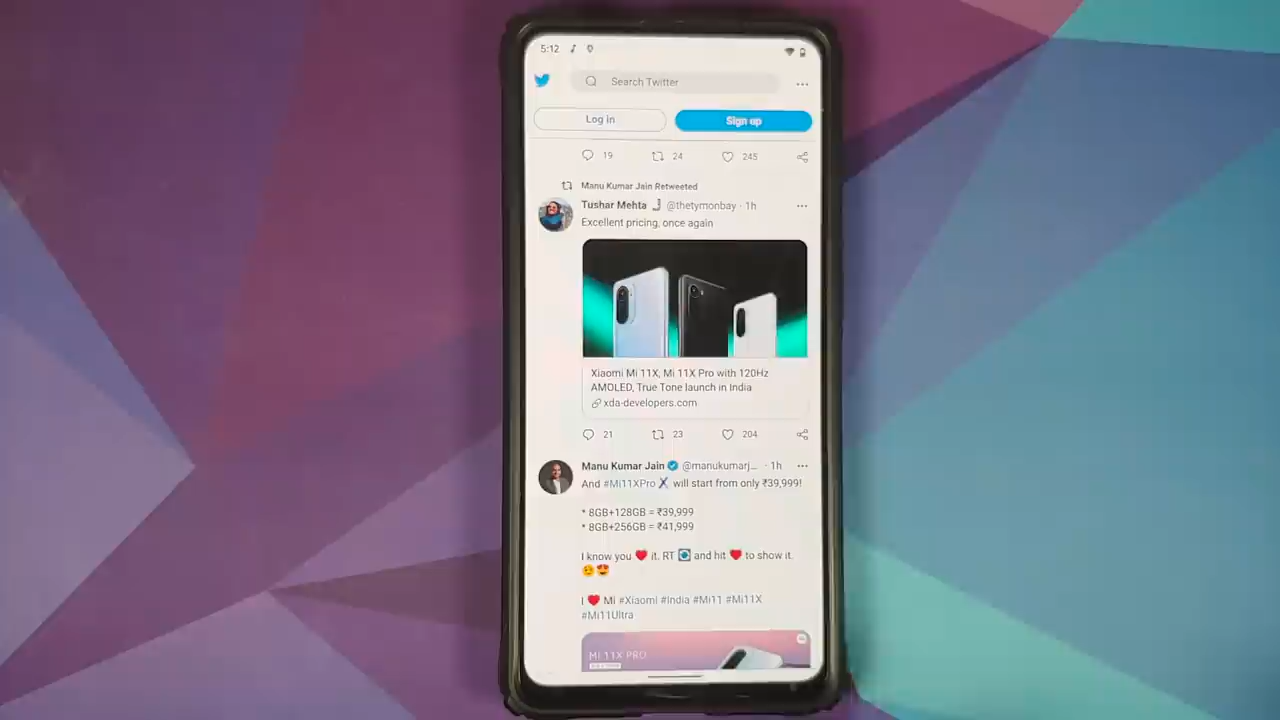 5:12
Search Twitter
Log in
Sign up
19 24 245
Manu Kumar Jain Retweeted
Tushar Mehta @thetymonbay · 1h
Excellent pricing, once again
Xiaomi Mi 11X, Mi 11X Pro with 120Hz
AMOLED, True Tone launch in India
xda-developers.com
21 23 204
Manu Kumar Jain @manukumarj... · 1h
And #Mi11XPro will start from only ₹39,999!
* 8GB+128GB = ₹39,999
* 8GB+256GB = ₹41,999
I know you ❤️ it. RT 🔄 and hit ❤️ to show it.
😉😍
I ❤️ Mi #Xiaomi #India #Mi11 #Mi11X
#Mi11Ultra
MI 11X PRO